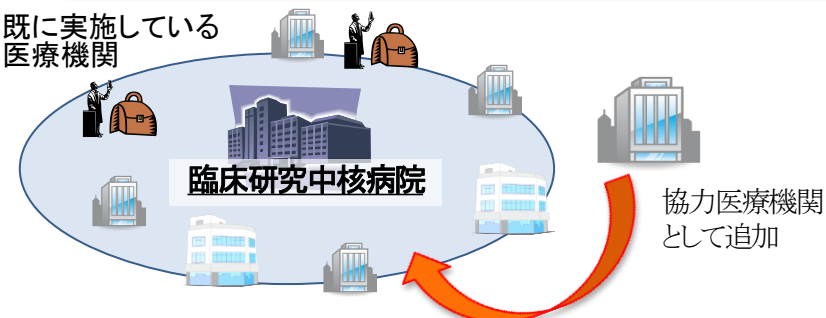 既に実施している
医療機関
臨床研究中核病院
協力医療機関
として追加